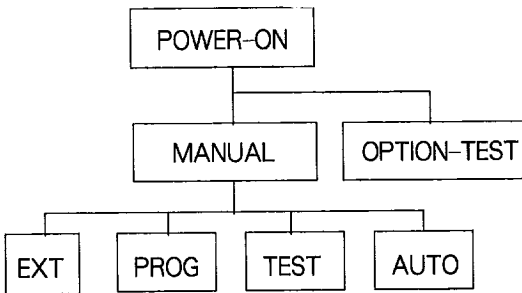 POWER-ON
MANUAL
OPTION-TEST
EXT
PROG
TEST
AUTO